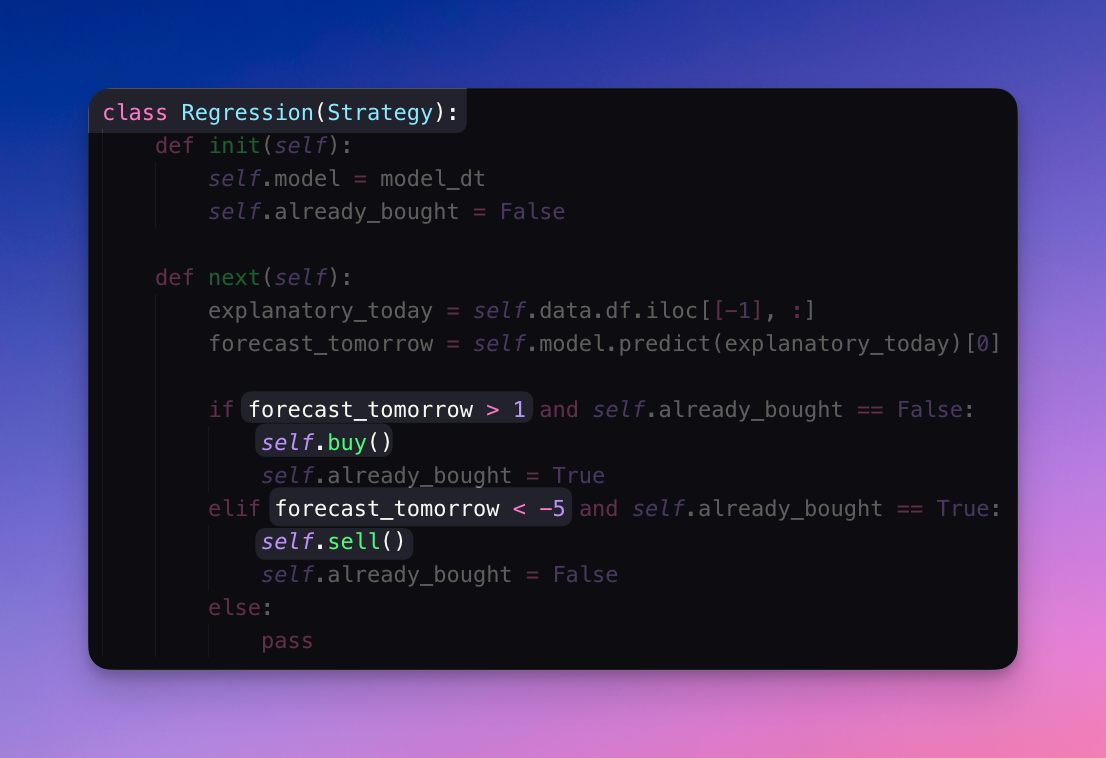 class Regression(Strategy):
    def init(self):
        self.model = model_dt
        self.already_bought = False

    def next(self):
        explanatory_today = self.data.df.iloc[[-1], :]
        forecast_tomorrow = self.model.predict(explanatory_today)[0]

        if forecast_tomorrow > 1 and self.already_bought == False:
            self.buy()
            self.already_bought = True
        elif forecast_tomorrow < -5 and self.already_bought == True:
            self.sell()
            self.already_bought = False
        else:
            pass